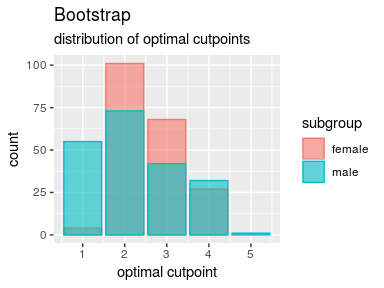 Bootstrap
distribution of optimal cutpoints
100
75
50
25
0
count
1 2 3 4 5
optimal cutpoint
subgroup
female
male